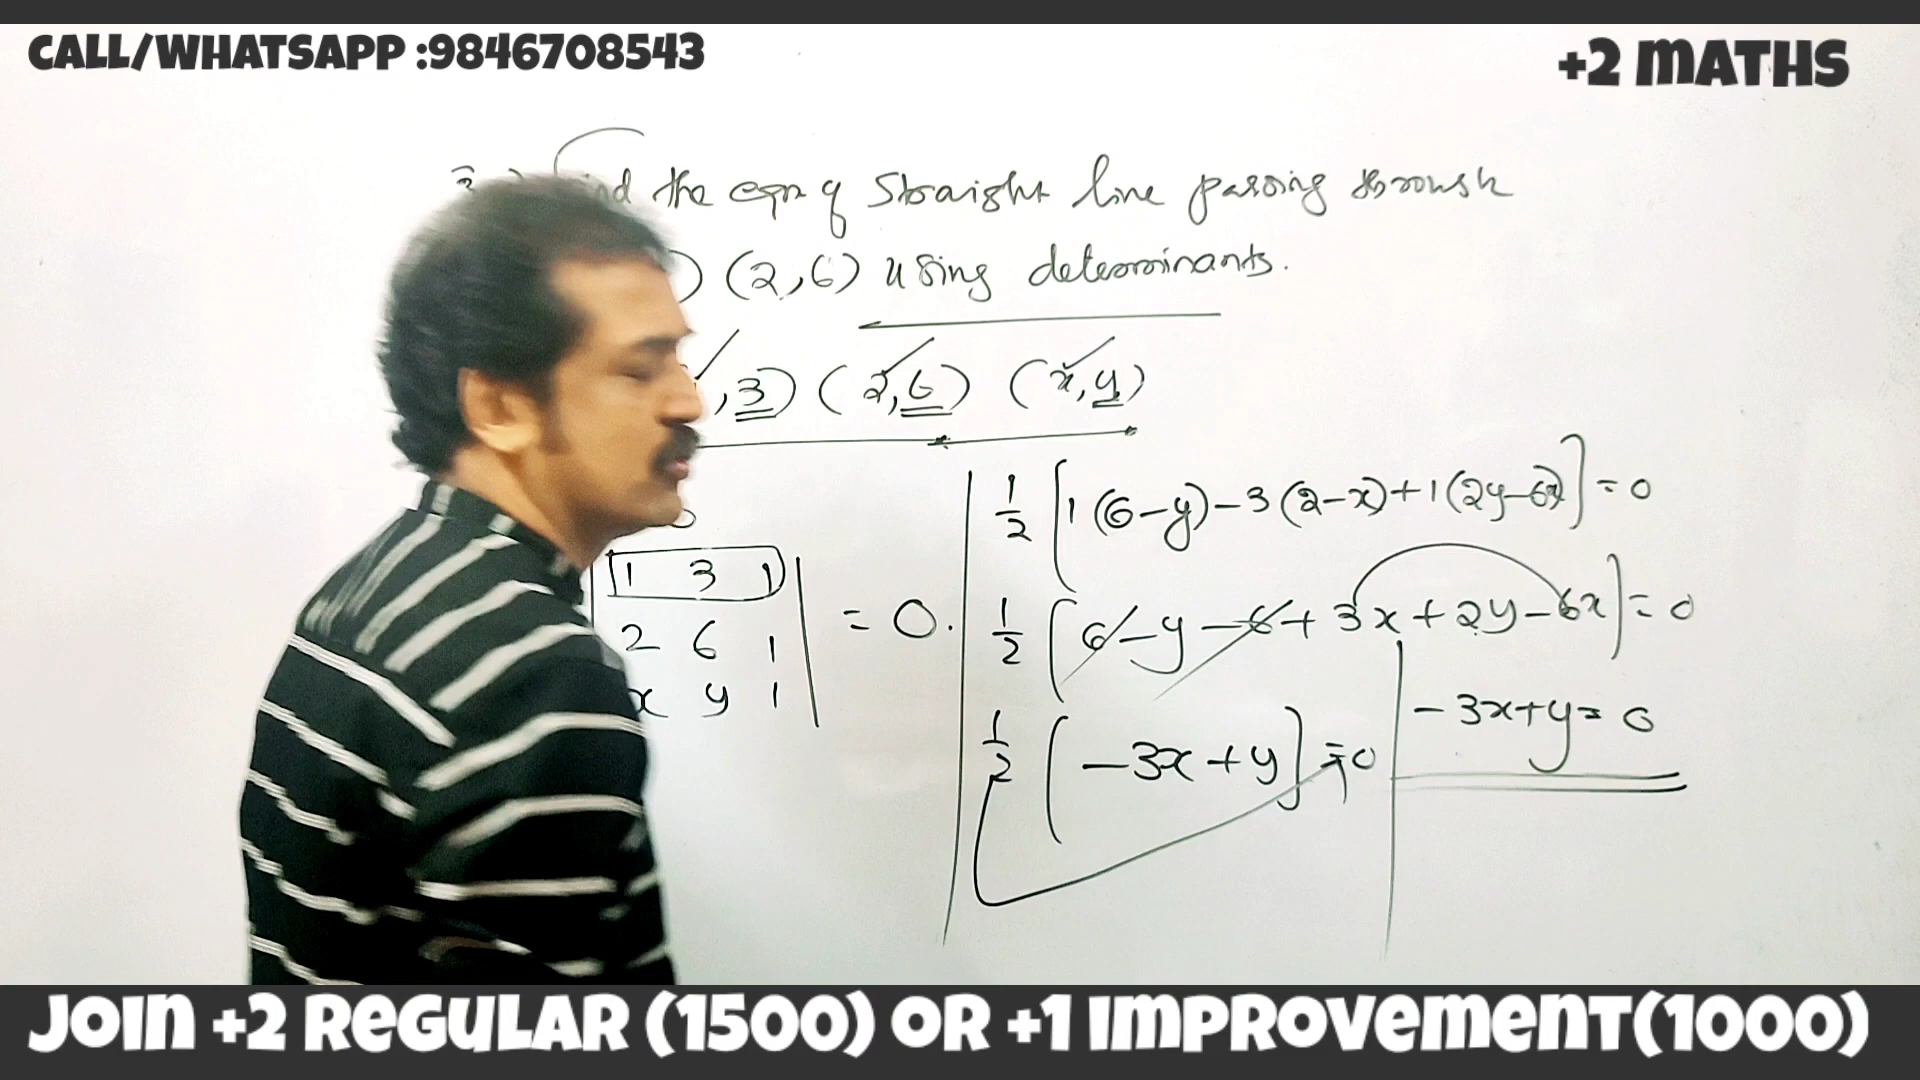 CALL/WHATSAPP :9846708543
+2 MATHS
the eqn of Straight line passing through
) (2,6) using determinants.
,3) (2,6) (x,y)
1 3 1
2 6 1
x y 1
= 0.
1/2 [1(6-y)-3(2-x)+1(2y-6x)]=0
1/2 [6-y-6+3x+2y-6x]=0
1/2 [-3x+y]=0
-3x+y=0
JOIN +2 REGULAR (1500) OR +1 IMPROVEMENT(1000)